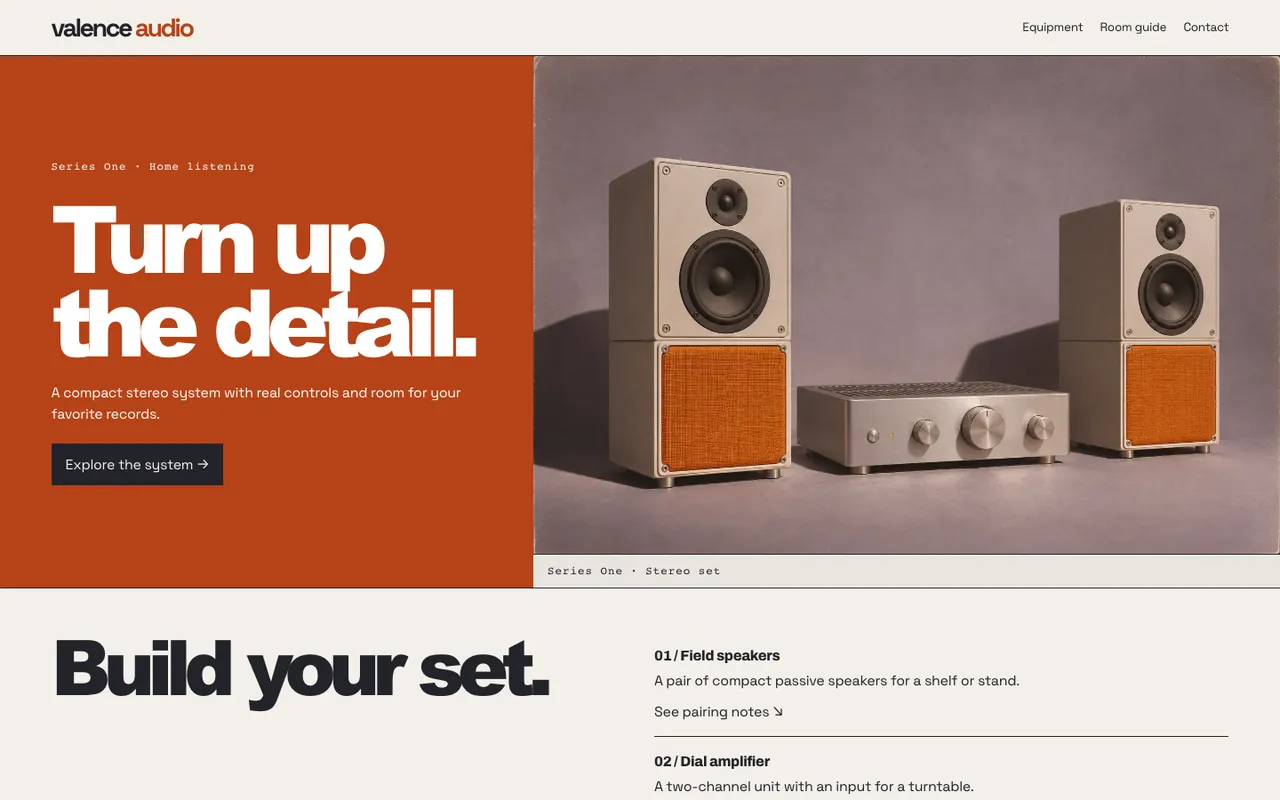 valence audio
Equipment Room guide Contact
Series One · Home listening
Turn up
the detail.
A compact stereo system with real controls and room for your
favorite records.
Explore the system →
Series One · Stereo set
Build your set.
01 / Field speakers
A pair of compact passive speakers for a shelf or stand.
See pairing notes ↘
02 / Dial amplifier
A two-channel unit with an input for a turntable.